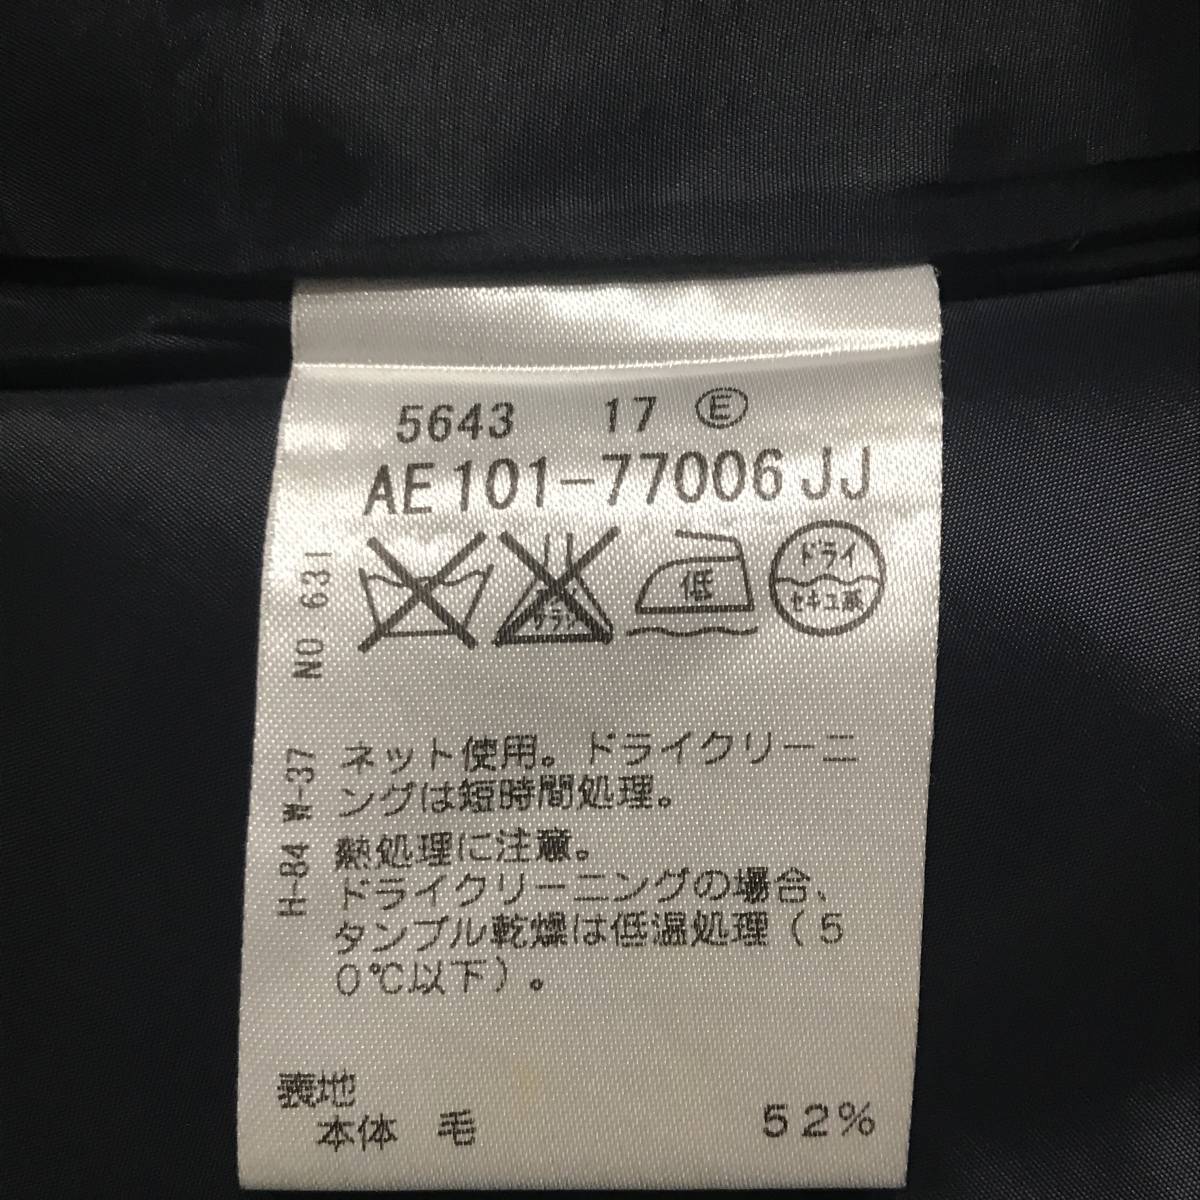 5643 17 Ⓔ
AE101-77006JJ
サラシ
低
ドライ
セキユ系
NO.631
H-84 W-37
ネット使用。ドライクリーニ
ングは短時間処理。
熱処理に注意。
ドライクリーニングの場合、
タンブル乾燥は低温処理(5
0℃以下)。
表地
本体 毛 52%